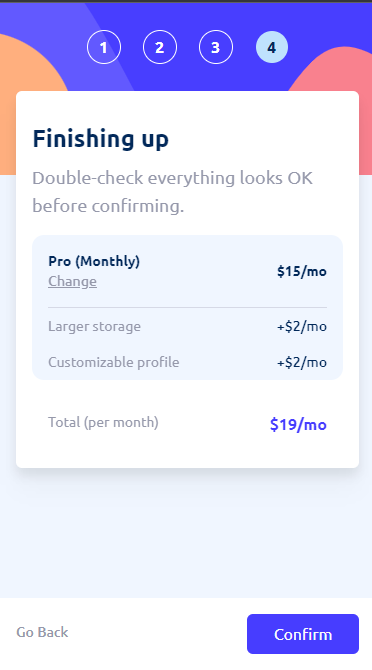 1 2 3 4
Finishing up
Double-check everything looks OK
before confirming.
Pro (Monthly)
$15/mo
Change
Larger storage +$2/mo
Customizable profile +$2/mo
Total (per month) $19/mo
Go Back Confirm